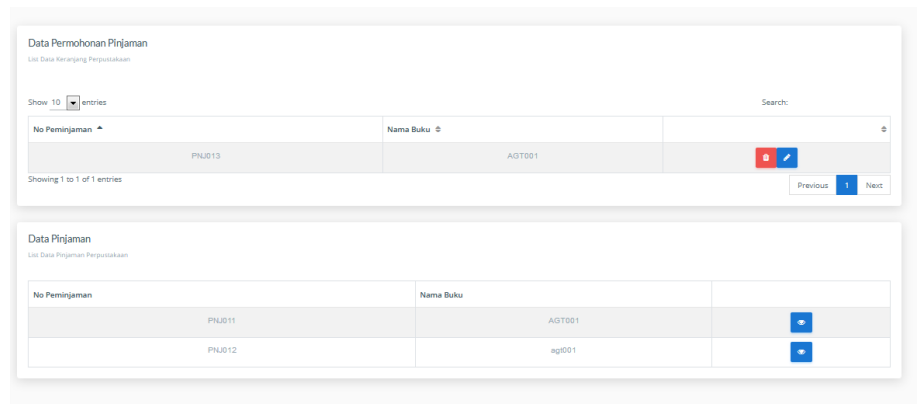 Data Permohonan Pinjaman
List Data Keranjang Perpustakaan
Show 10 entries Search:
No Peminjaman Nama Buku
PNJ013 AGT001
Showing 1 to 1 of 1 entries
Previous 1 Next
Data Pinjaman
List Data Pinjaman Perpustakaan
No Peminjaman Nama Buku
PNJ011 AGT001
PNJ012 agt001